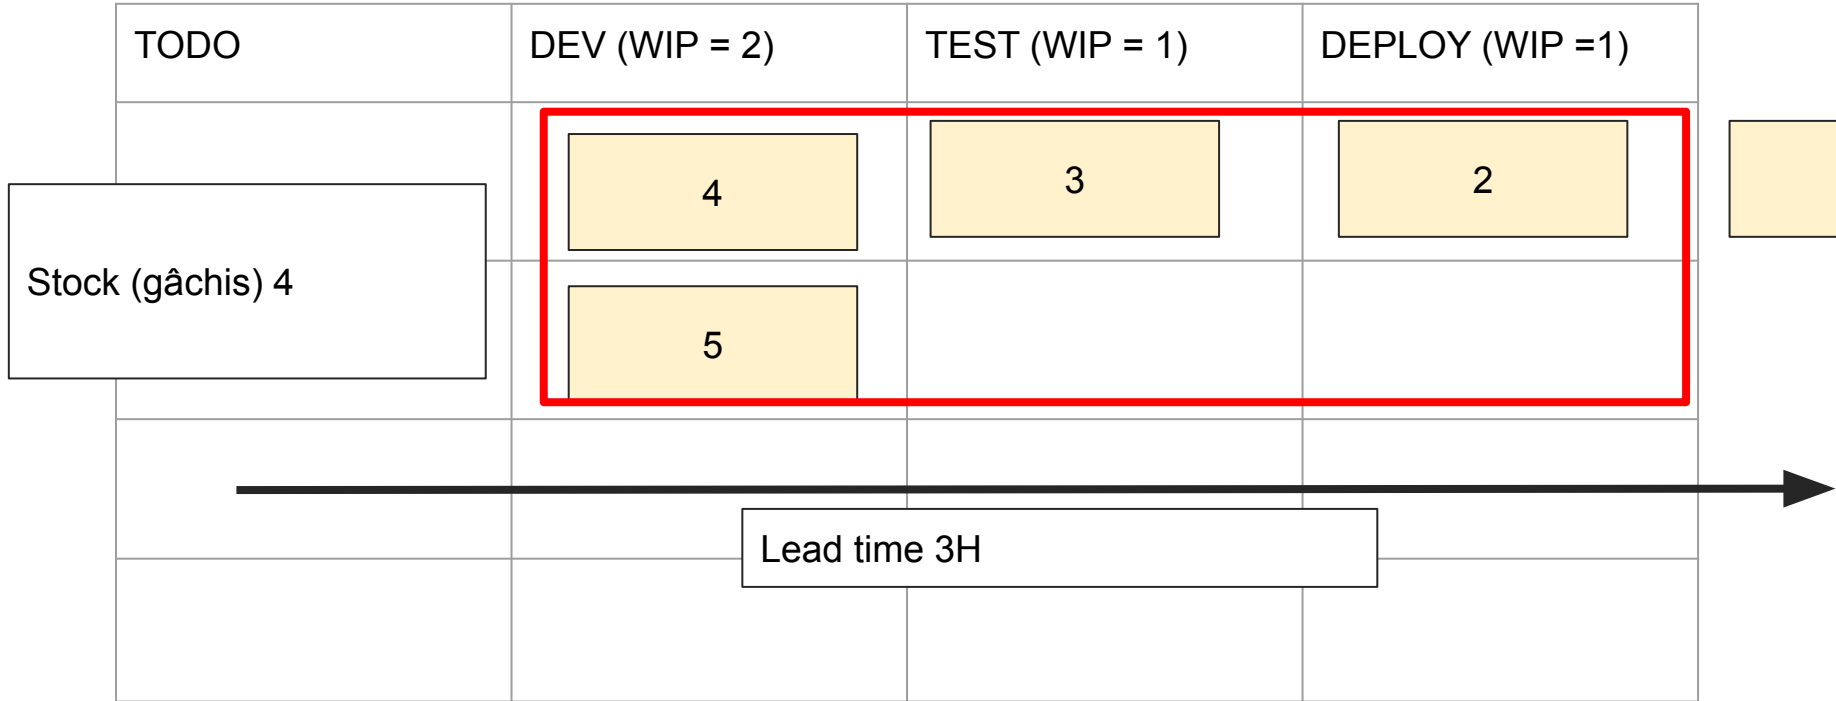 TODO
DEV (WIP = 2)
TEST (WIP = 1)
DEPLOY (WIP =1)
4
3
2
Stock (gâchis) 4
5
Lead time 3H